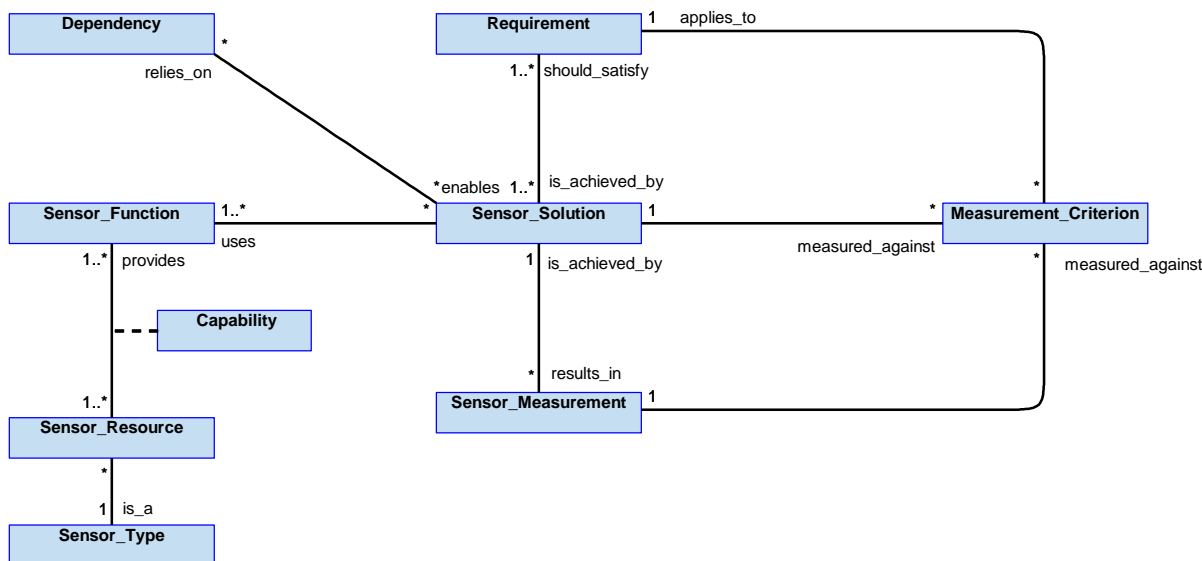 Dependency
Requirement
1
applies_to
*
relies_on
1..*
should_satisfy
*
enables
1..*
is_achieved_by
*
Sensor_Function
1..*
uses
*
Sensor_Solution
1
*
measured_against
Measurement_Criterion
1..*
provides
1
is_achieved_by
*
measured_against
Capability
1..*
*
results_in
Sensor_Resource
Sensor_Measurement
1
*
1
is_a
Sensor_Type